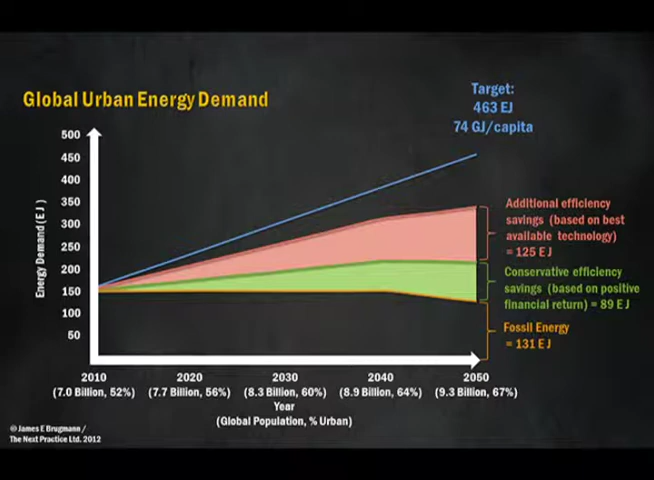 Global Urban Energy Demand
Target:
463 EJ
74 GJ/capita
Energy Demand (E J )
500
450
400
350
300
250
200
150
100
50
Additional efficiency
savings (based on best
available technology)
= 125 E J
Conservative efficiency
savings (based on positive
financial return) = 89 E J
Fossil Energy
= 131 E J
2010 2020 2030 2040 2050
(7.0 Billion, 52%) (7.7 Billion, 56%) (8.3 Billion, 60%) (8.9 Billion, 64%) (9.3 Billion, 67%)
Year
(Global Population, % Urban)
© James E Brugmann /
The Next Practice Ltd. 2012